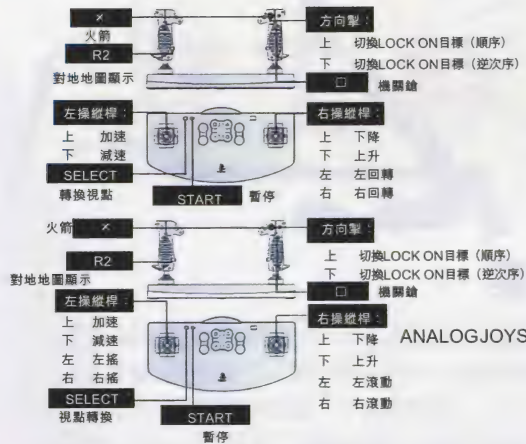 ×
火箭
R2
對地地圖顯示
方向掣：
上 切換LOCK ON目標（順序）
下 切換LOCK ON目標（逆次序）
□ 機關鎗
左操縱桿：
上 加速
下 減速
SELECT
轉換視點
START 暫停
右操縱桿：
上 下降
下 上升
左 左回轉
右 右回轉
火箭 ×
R2
對地地圖顯示
方向掣：
上 切換LOCK ON目標（順序）
下 切換LOCK ON目標（逆次序）
□ 機關鎗
左操縱桿：
上 加速
下 減速
左 左搖
右 右搖
SELECT
視點轉換
START
暫停
右操縱桿：
上 下降
下 上升
左 左滾動
右 右滾動
ANALOGJOYS